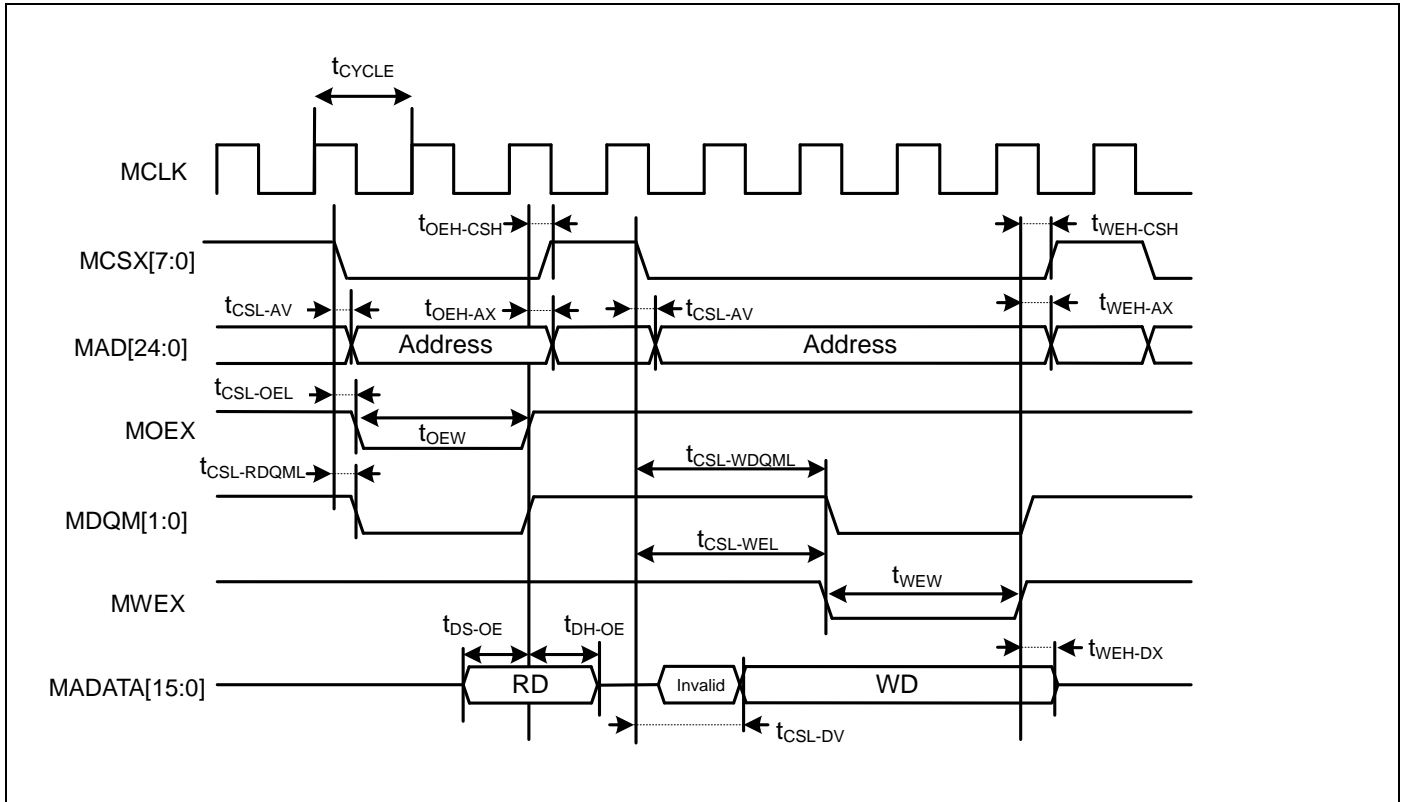 tCYCLE
MCLK
tOEH-CSH
tWEH-CSH
MCSX[7:0]
tCSL-AV
tOEH-AX
tCSL-AV
tWEH-AX
MAD[24:0]
Address
Address
tCSL-OEL
MOEX
tOEW
tCSL-WDQML
tCSL-RDQML
MDQM[1:0]
tCSL-WEL
tWEW
MWEX
tDS-OE
tDH-OE
tWEH-DX
MADATA[15:0]
RD
Invalid
WD
tCSL-DV